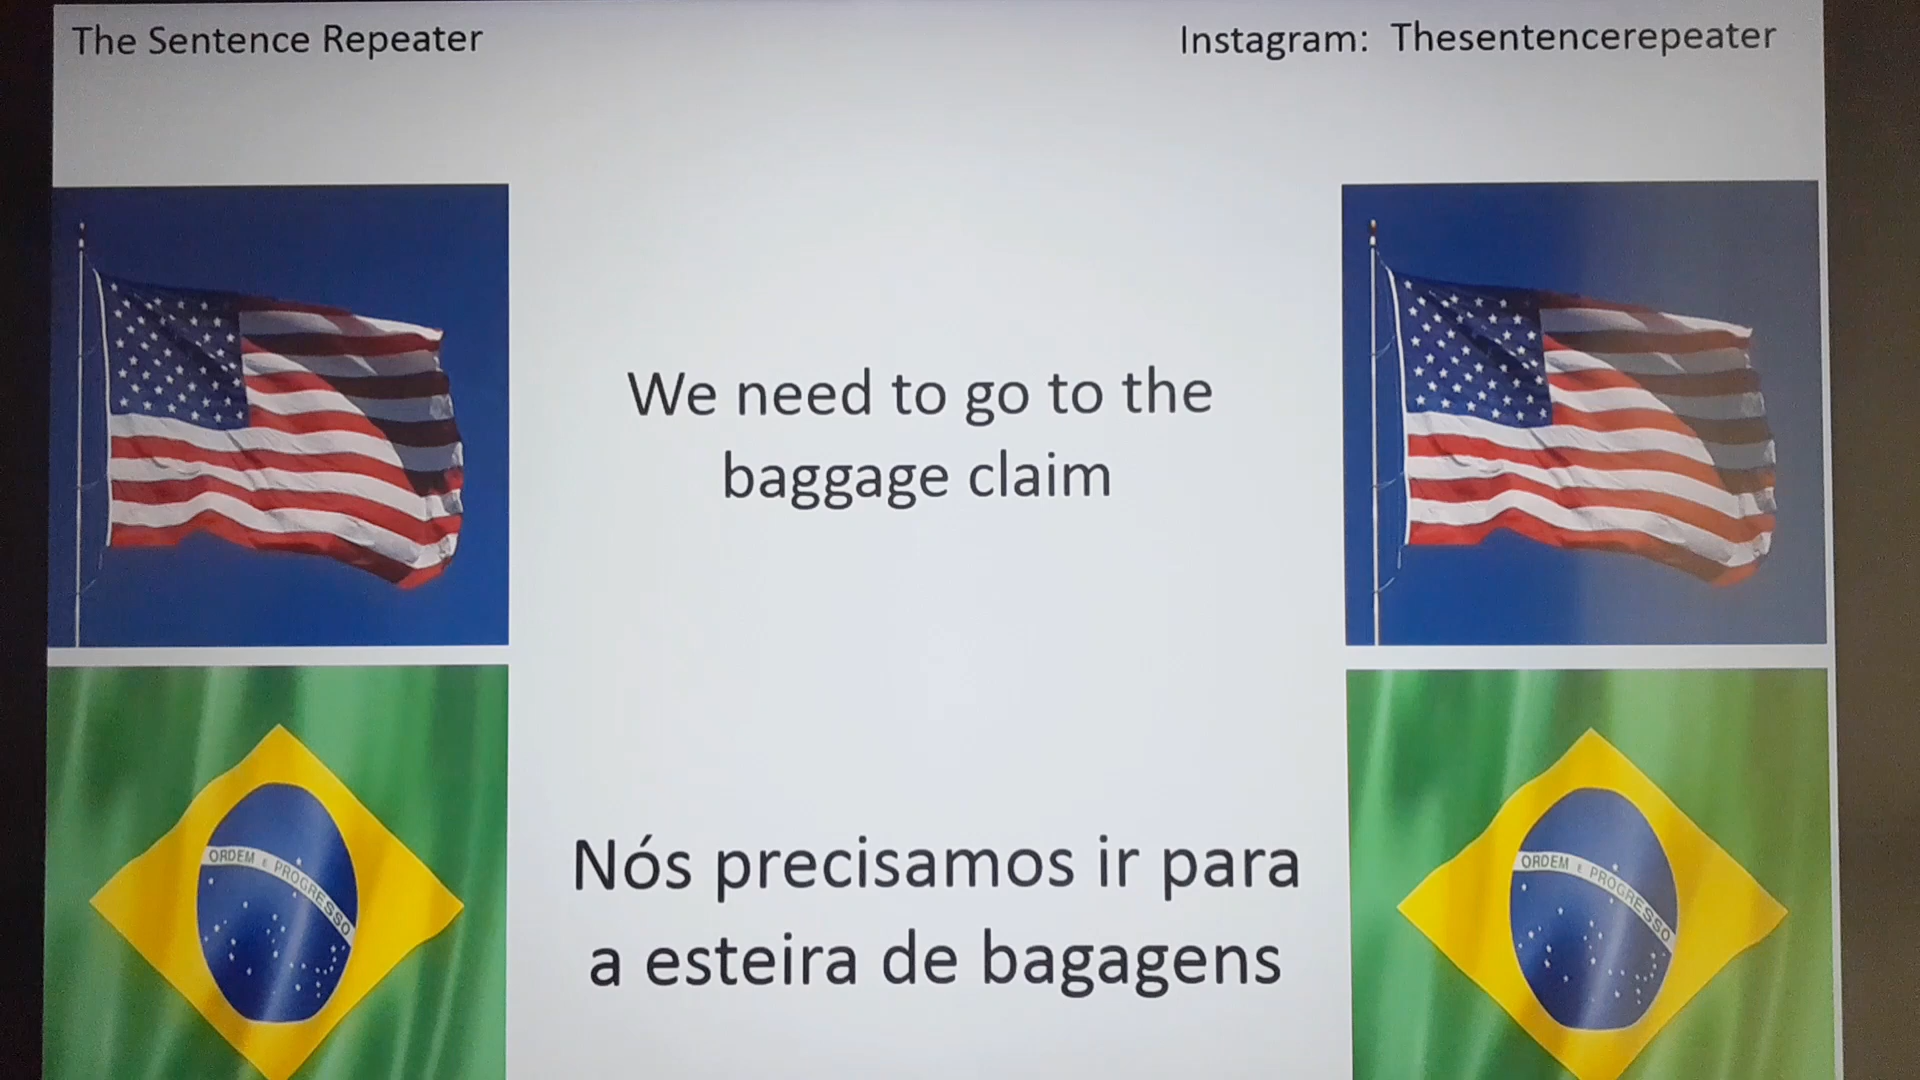 The Sentence Repeater
Instagram: Thesentencerepeater
We need to go to the
baggage claim
Nós precisamos ir para
a esteira de bagagens
ORDEM E PROGRESSO
ORDEM E PROGRESSO